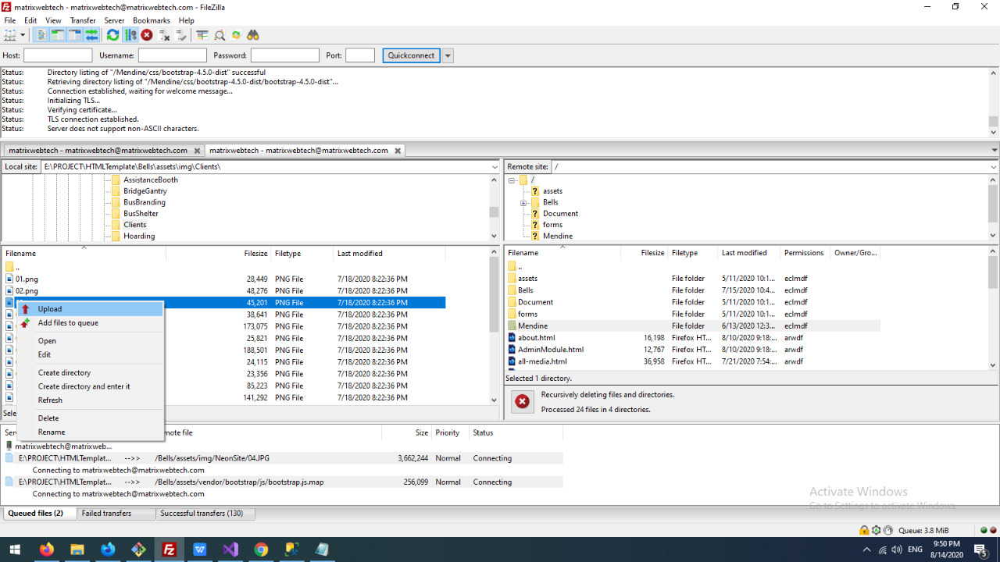 matrixwebtech - matrixwebtech@matrixwebtech.com - FileZilla
File Edit View Transfer Server Bookmarks Help
Host: Username: Password: Port: Quickconnect
Status: Directory listing of "/Mendine/css/bootstrap-4.5.0-dist" successful
Status: Retrieving directory listing of "/Mendine/css/bootstrap-4.5.0-dist/bootstrap-4.5.0-dist"...
Status: Connection established, waiting for welcome message...
Status: Initializing TLS...
Status: Verifying certificate...
Status: TLS connection established.
Status: Server does not support non-ASCII characters.
matrixwebtech - matrixwebtech@matrixwebtech.com matrixwebtech - matrixwebtech@matrixwebtech.com
Local site: E:\PROJECT\HTMLTemplate\Bells\assets\img\Clients\
AssistanceBooth
BridgeGantry
BusBranding
BusShelter
Clients
Hoarding
Filename Filesize Filetype Last modified
..
01.png 28,449 PNG File 7/18/2020 8:22:36 PM
02.png 48,276 PNG File 7/18/2020 8:22:36 PM
45,201 PNG File 7/18/2020 8:22:36 PM
38,641 PNG File 7/18/2020 8:22:36 PM
173,075 PNG File 7/18/2020 8:22:36 PM
25,821 PNG File 7/18/2020 8:22:36 PM
188,501 PNG File 7/18/2020 8:22:36 PM
24,115 PNG File 7/18/2020 8:22:36 PM
23,356 PNG File 7/18/2020 8:22:36 PM
85,223 PNG File 7/18/2020 8:22:36 PM
141,292 PNG File 7/18/2020 8:22:36 PM
Upload
Add files to queue
Open
Edit
Create directory
Create directory and enter it
Refresh
Delete
Rename
Remote site: /
/
assets
Bells
Document
forms
Mendine
Filename Filesize Filetype Last modified Permissions Owner/Gro...
..
assets File folder 5/11/2020 10:1... eclmdf
Bells File folder 7/15/2020 10:4... eclmdf
Document File folder 5/11/2020 10:1... eclmdf
forms File folder 5/11/2020 10:1... eclmdf
Mendine File folder 6/13/2020 12:3... eclmdf
about.html 16,198 Firefox HT... 8/10/2020 9:18:... arwdf
AdminModule.html 12,767 Firefox HT... 8/10/2020 9:18:... arwdf
all-media.html 36,958 Firefox HT... 7/21/2020 7:54:... arwdf
Selected 1 directory.
Recursively deleting files and directories.
Processed 24 files in 4 directories.
Size Priority Status
matrixwebtech@matrixweb...
E:\PROJECT\HTMLTemplat... -->> /Bells/assets/img/NeonSite/04.JPG 3,662,244 Normal Connecting
Connecting to matrixwebtech@matrixwebtech.com
E:\PROJECT\HTMLTemplat... -->> /Bells/assets/vendor/bootstrap/js/bootstrap.js.map 256,099 Normal Connecting
Connecting to matrixwebtech@matrixwebtech.com
Queued files (2) Failed transfers Successful transfers (130)
Activate Windows
Go to Settings to activate Windows.
Queue: 3.8 MiB
ENG
9:50 PM
8/14/2020